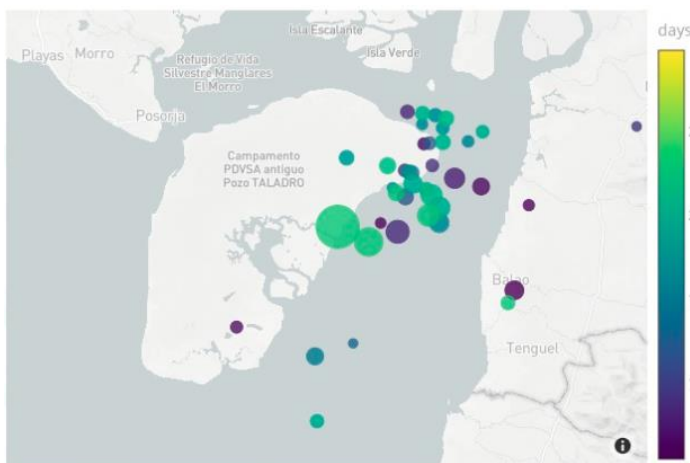 days
Isla Escalante
Playas
Morro
Isla Verde
Refugio de Vida
Silvestre Manglares
El Morro
Posorja
Campamento
PDVSA antiguo
Pozo TALADRO
Balao
Tenguel